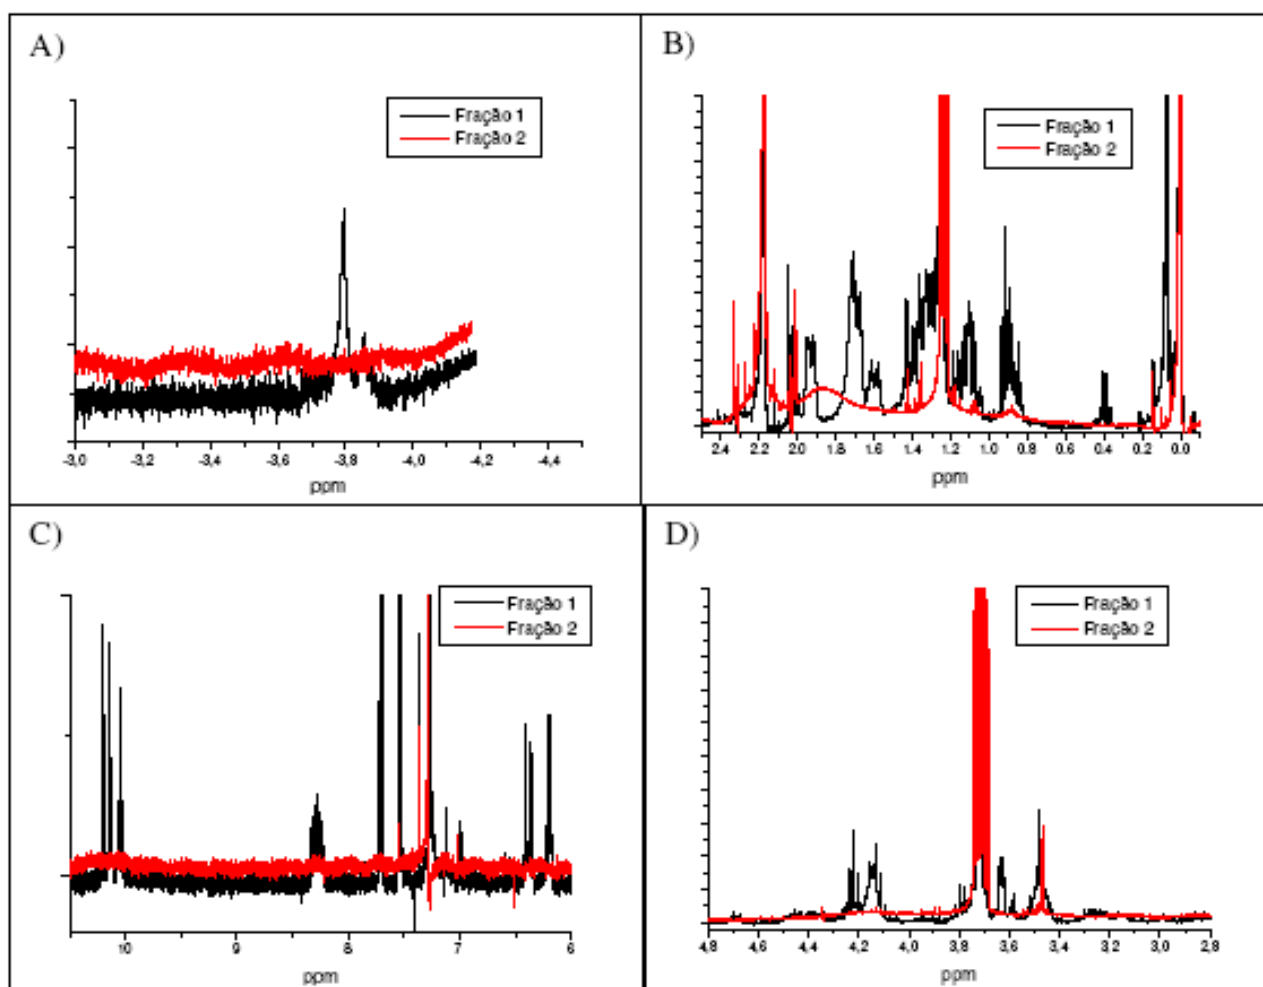 A)
Fração 1
Fração 2
-3,0 -3,2 -3,4 -3,6 -3,8 -4,0 -4,2 -4,4
ppm
B)
Fração 1
Fração 2
2.4 2.2 2.0 1.8 1.6 1.4 1.2 1.0 0.8 0.6 0.4 0.2 0.0
ppm
C)
Fração 1
Fração 2
10 9 8 7 6
ppm
D)
Fração 1
Fração 2
4,8 4,6 4,4 4,2 4,0 3,8 3,6 3,4 3,2 3,0 2,8
ppm